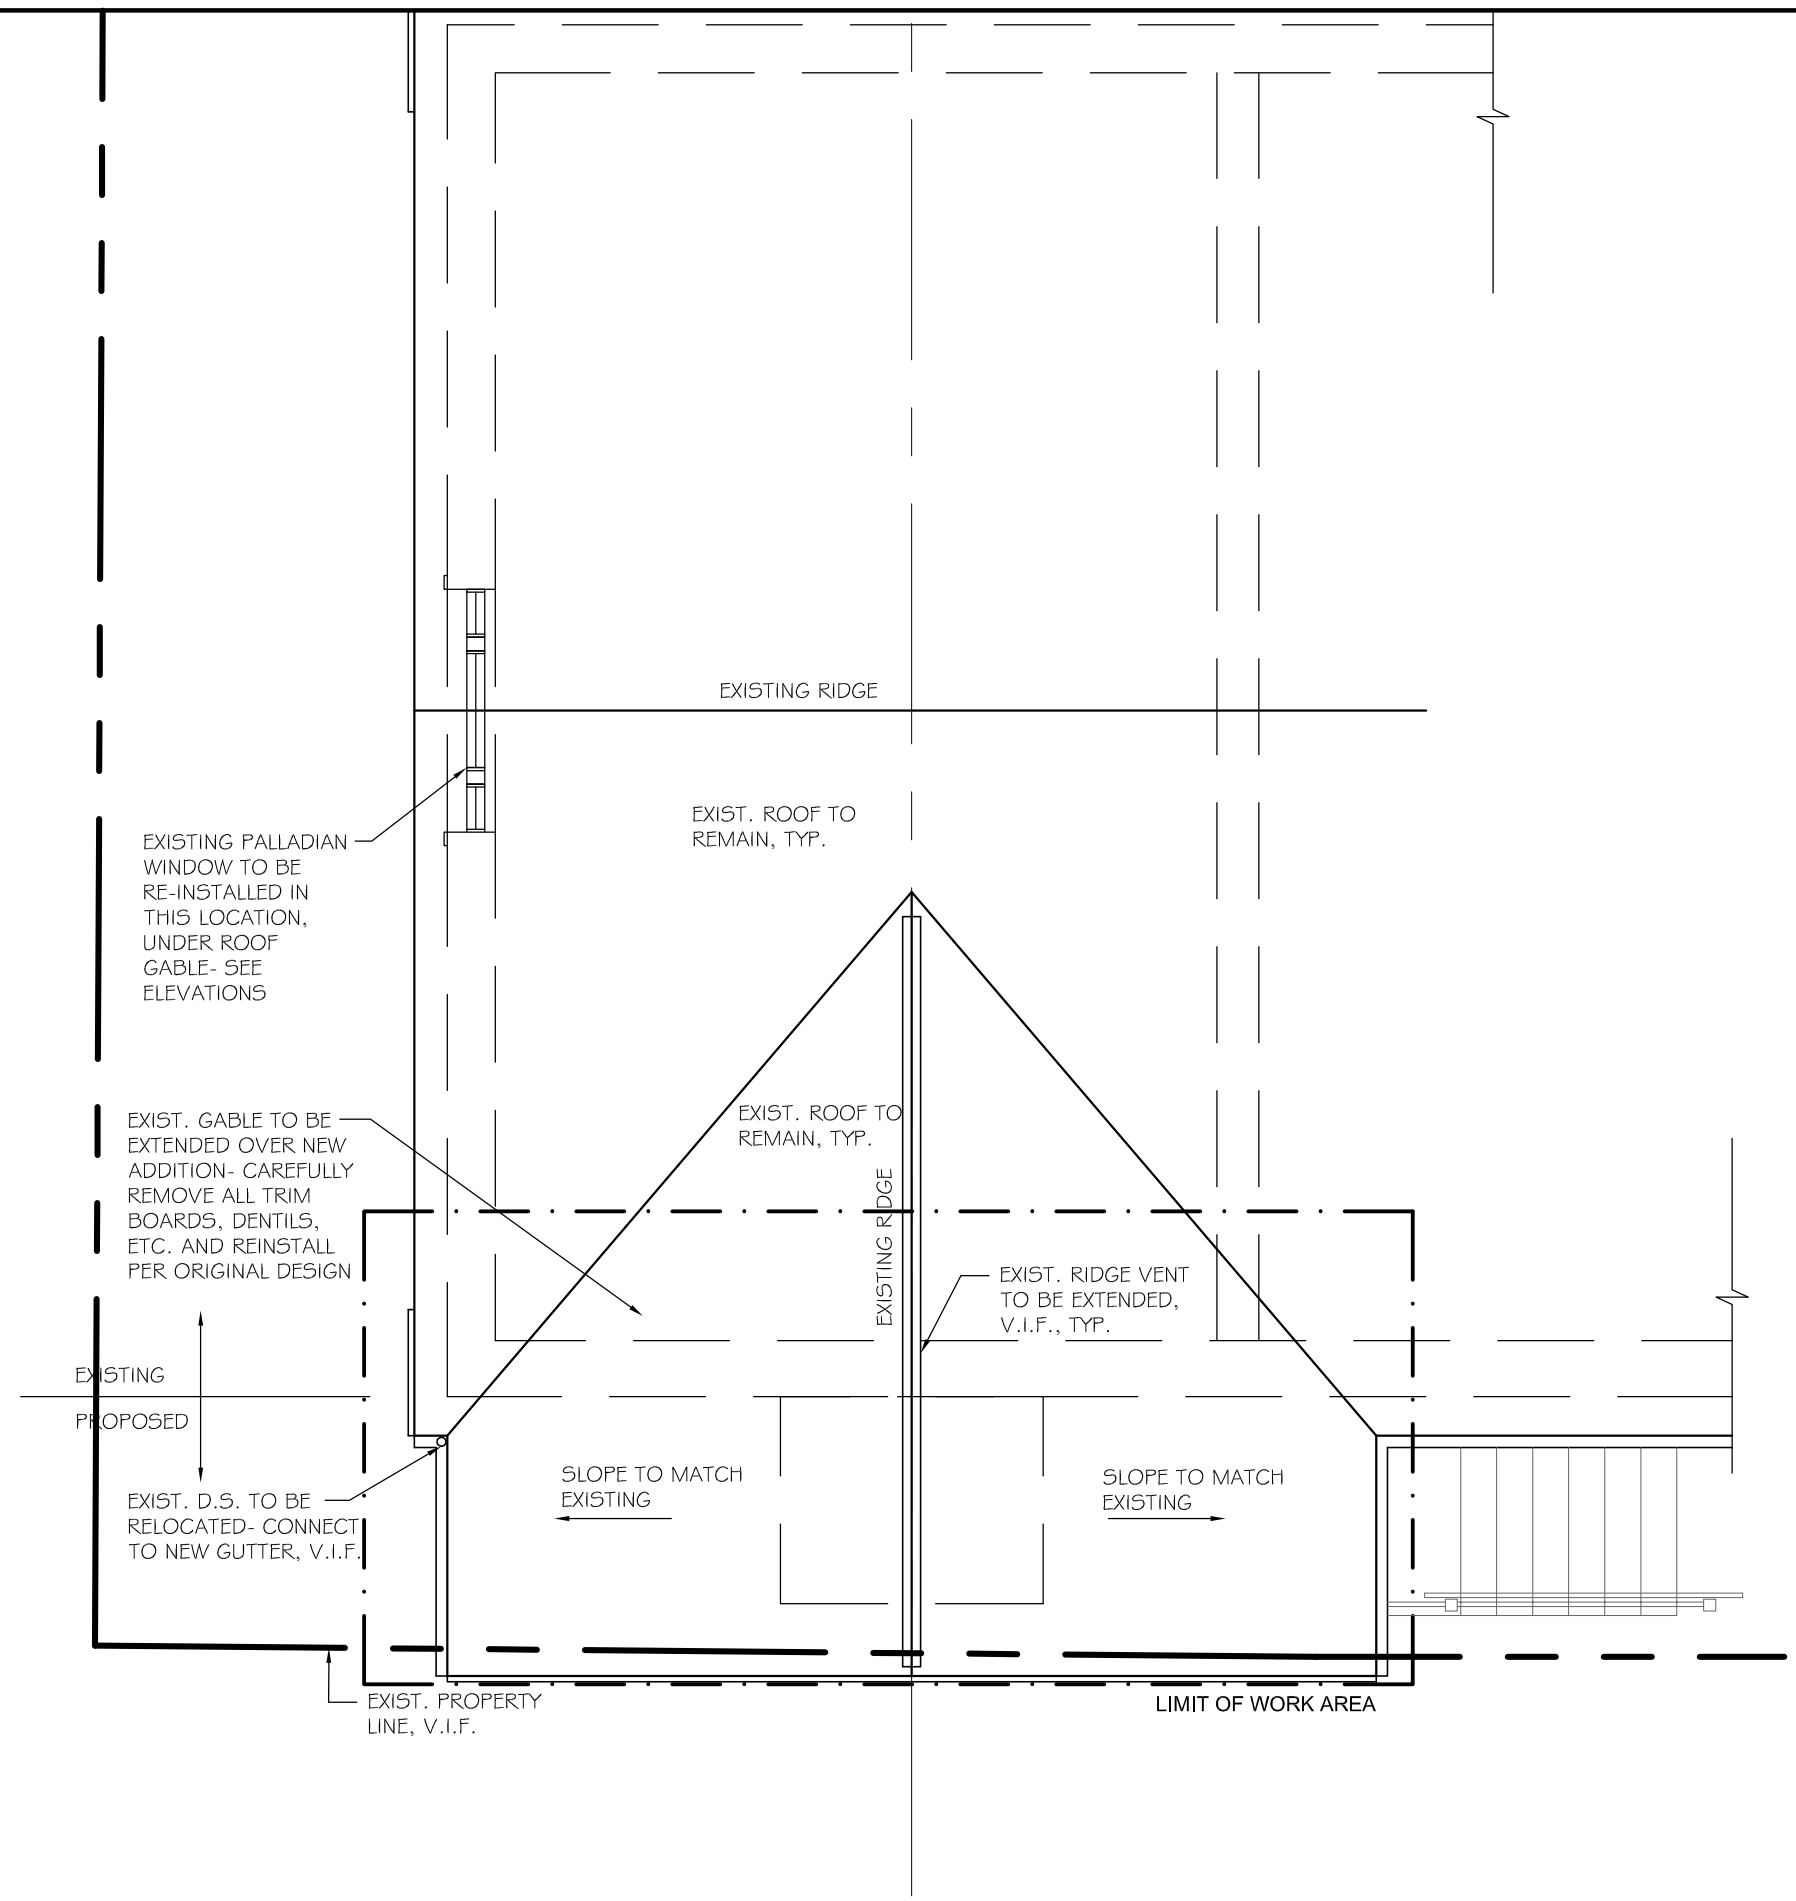 EXISTING RIDGE
EXIST. ROOF TO
REMAIN, TYP.
EXISTING PALLADIAN
WINDOW TO BE
RE-INSTALLED IN
THIS LOCATION,
UNDER ROOF
GABLE- SEE
ELEVATIONS
EXIST. ROOF TO
REMAIN, TYP.
EXIST. GABLE TO BE
EXTENDED OVER NEW
ADDITION- CAREFULLY
REMOVE ALL TRIM
BOARDS, DENTILS,
ETC. AND REINSTALL
PER ORIGINAL DESIGN
EXISTING RIDGE
EXIST. RIDGE VENT
TO BE EXTENDED,
V.I.F., TYP.
EXISTING
PROPOSED
SLOPE TO MATCH
EXISTING
SLOPE TO MATCH
EXISTING
EXIST. D.S. TO BE
RELOCATED- CONNECT
TO NEW GUTTER, V.I.F.
EXIST. PROPERTY
LINE, V.I.F.
LIMIT OF WORK AREA